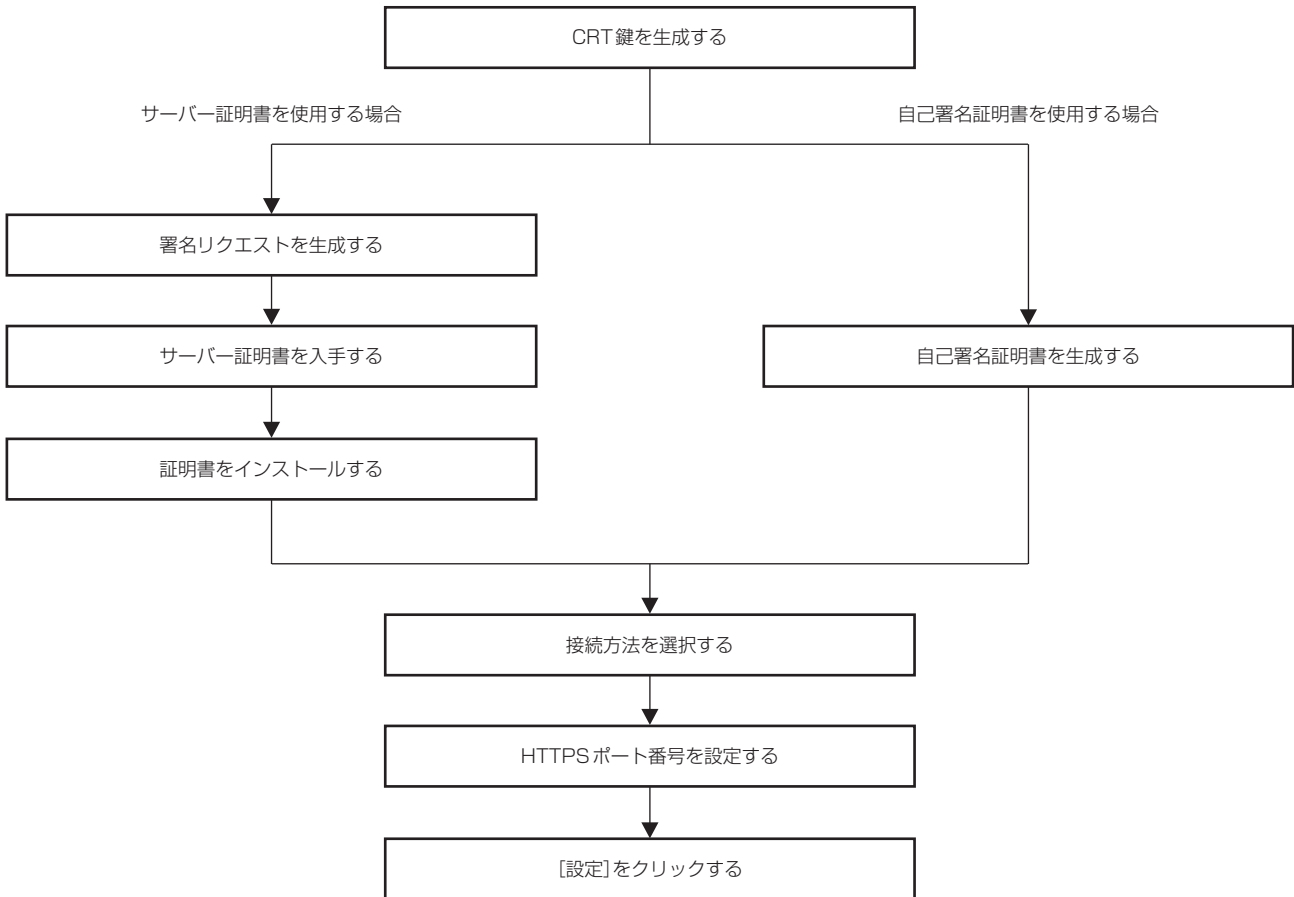 CRT鍵を生成する
サーバー証明書を使用する場合
自己署名証明書を使用する場合
署名リクエストを生成する
サーバー証明書を入手する
自己署名証明書を生成する
証明書をインストールする
接続方法を選択する
HTTPSポート番号を設定する
[設定]をクリックする